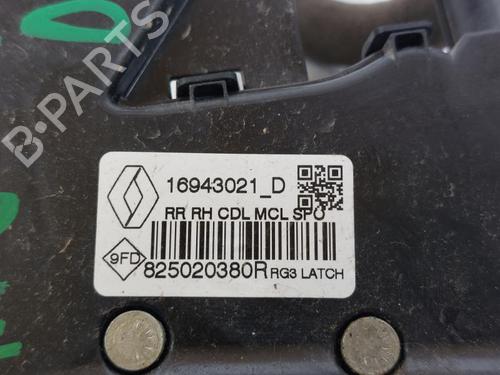 B-PARTS
16943021_D
RR RH CDL MCL SPO
9FD
825020380R RG3 LATCH